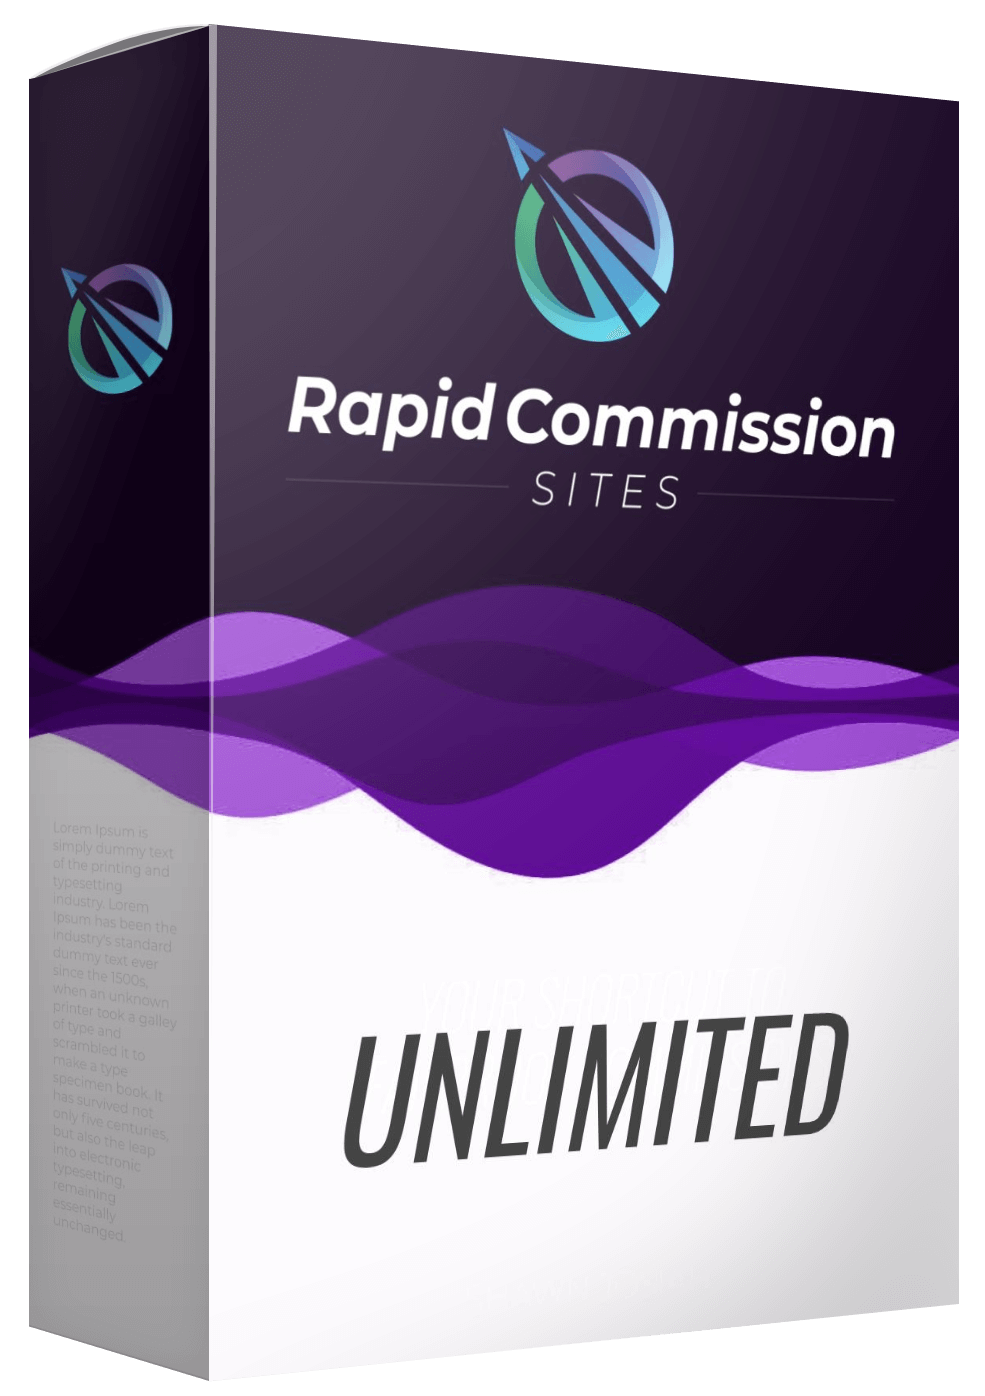 Rapid Commission
SITES
UNLIMITED
Lorem Ipsum is
simply dummy text
of the printing and
typesetting
industry. Lorem
Ipsum has been the
industry's standard
dummy text ever
since the 1500s,
when an unknown
printer took a galley
of type and
scrambled it to
make a type
specimen book. It
has survived not
only five centuries,
but also the leap
into electronic
typesetting,
remaining
essentially
unchanged